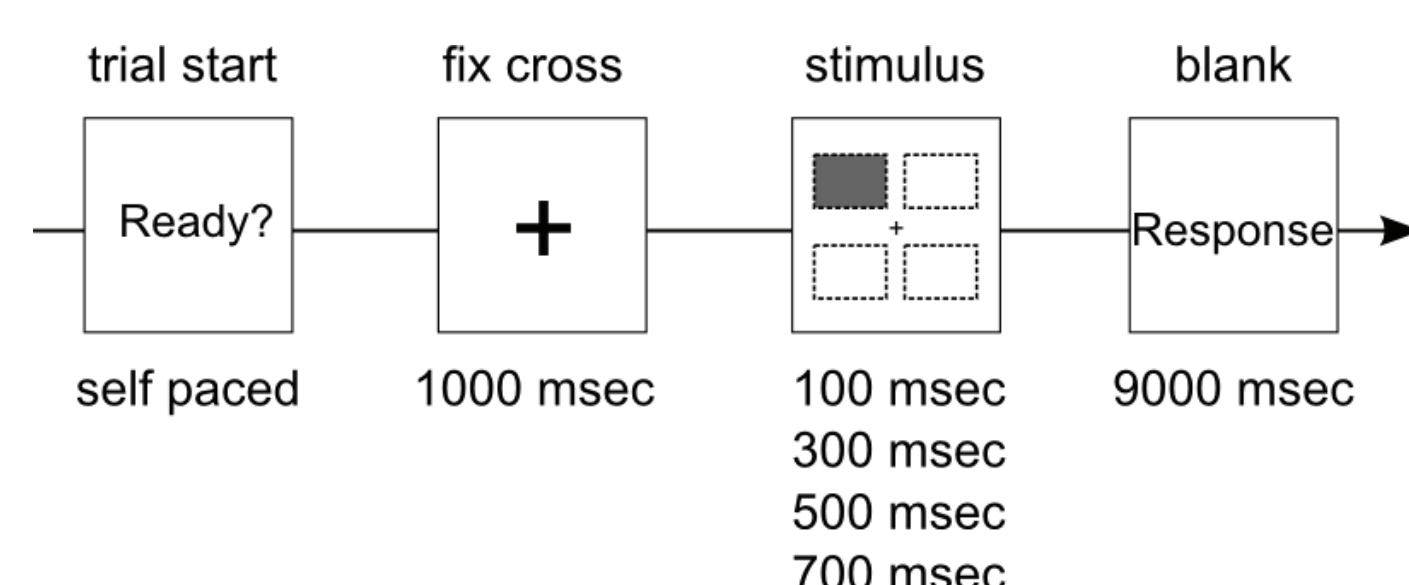 trial start
fix cross
stimulus
blank
Ready?
Response
self paced
1000 msec
100 msec
9000 msec
300 msec
500 msec
700 msec